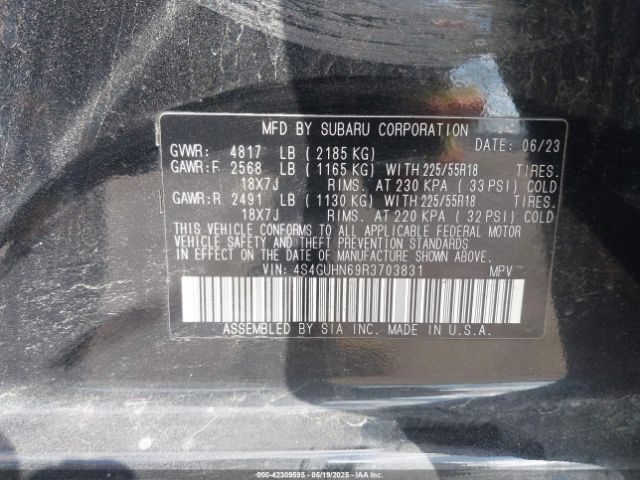 MFD BY SUBARU CORPORATION
DATE: 06/23
GVWR: 4817 LB ( 2185 KG)
GAWR:F 2568 LB ( 1165 KG) WITH 225/55R18 TIRES.
18X7J RIMS. AT 230 KPA ( 33 PSI) COLD
GAWR:R 2491 LB ( 1130 KG) WITH 225/55R18 TIRES.
18X7J RIMS. AT 220 KPA ( 32 PSI) COLD
THIS VEHICLE CONFORMS TO ALL APPLICABLE FEDERAL MOTOR
VEHICLE SAFETY AND THEFT PREVENTION STANDARDS IN EFFECT
ON THE DATE OF MANUFACTURE SHOWN ABOVE.
VIN: 4S4GUHN69R3703831 MPV
ASSEMBLED BY SIA INC. MADE IN U.S.A.
000-42309595 - 05/19/2025 - IAAI, Inc.